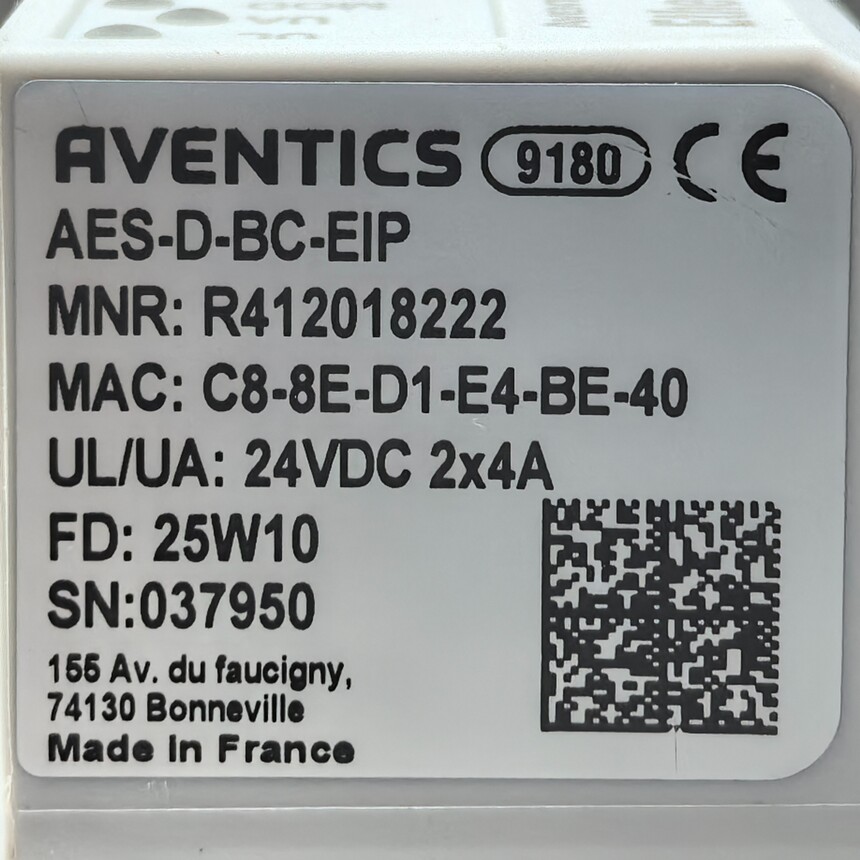 AVENTICS 9180 CE
AES-D-BC-EIP
MNR: R412018222
MAC: C8-8E-D1-E4-BE-40
UL/UA: 24VDC 2x4A
FD: 25W10
SN:037950
155 Av. du faucigny,
74130 Bonneville
Made In France